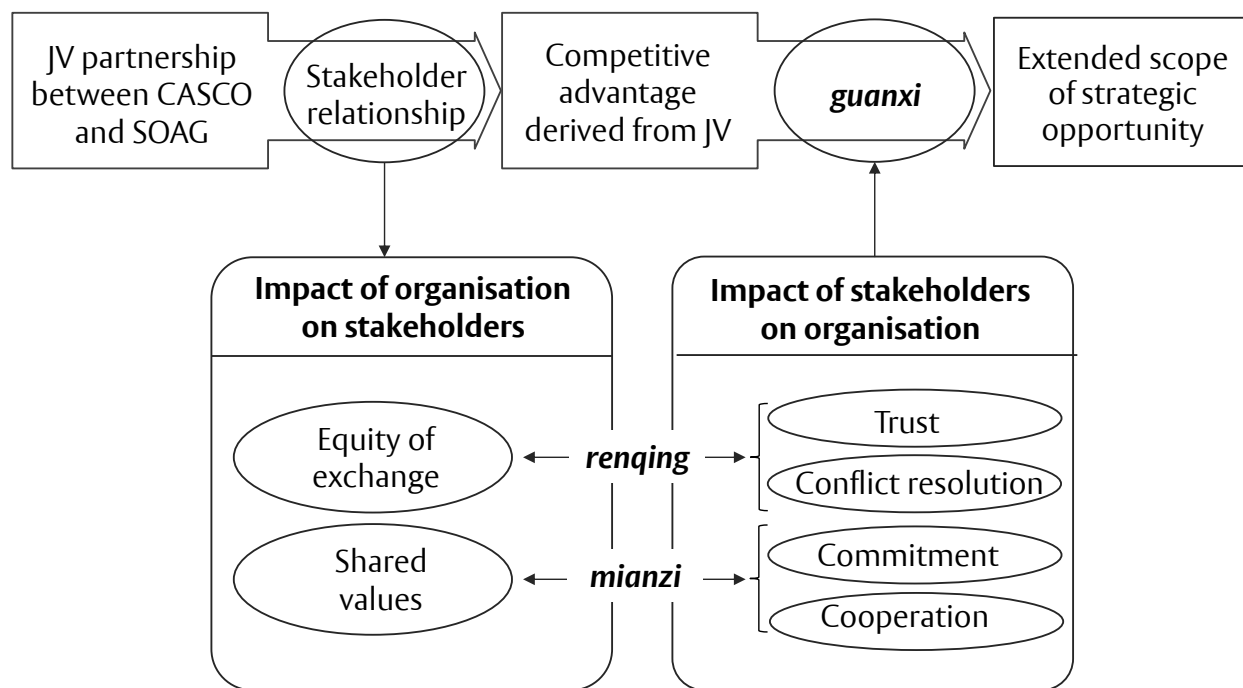 JV partnership
between CASCO
and SOAG
Stakeholder
relationship
Competitive
advantage
derived from JV
guanxi
Extended scope
of strategic
opportunity
Impact of organisation
on stakeholders
Impact of stakeholders
on organisation
Equity of
exchange
renqing
Trust
Conflict resolution
Shared
values
mianzi
Commitment
Cooperation